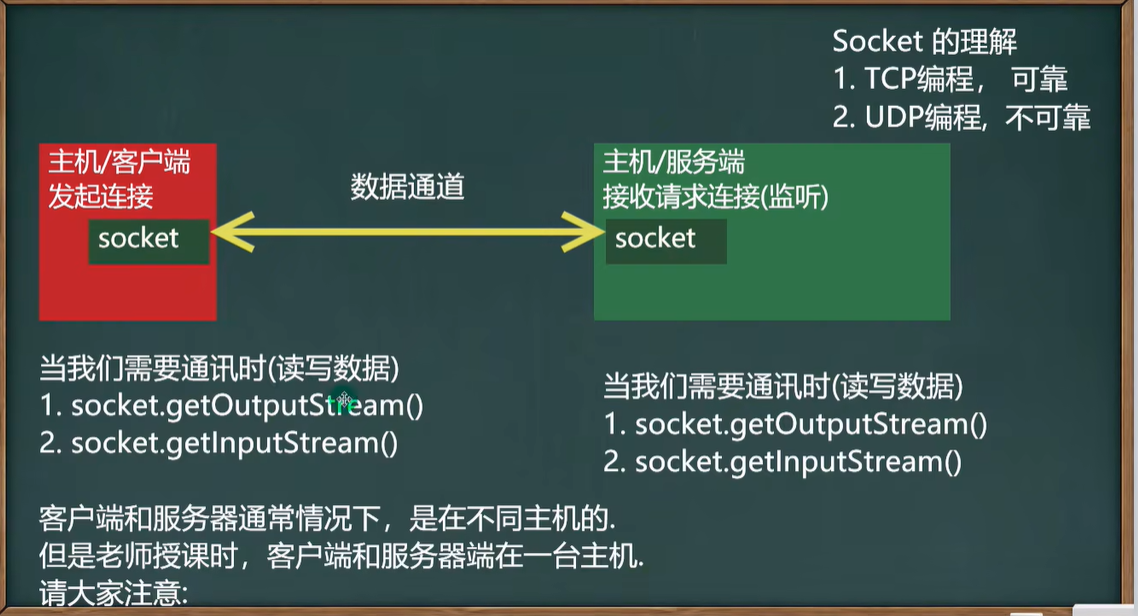 Socket 的理解
1. TCP编程， 可靠
2. UDP编程, 不可靠
主机/客户端
发起连接
socket
数据通道
主机/服务端
接收请求连接(监听)
socket
当我们需要通讯时(读写数据)
1. socket.getOutputStream()
2. socket.getInputStream()
当我们需要通讯时(读写数据)
1. socket.getOutputStream()
2. socket.getInputStream()
客户端和服务器通常情况下，是在不同主机的.
但是老师授课时，客户端和服务器端在一台主机.
请大家注意: